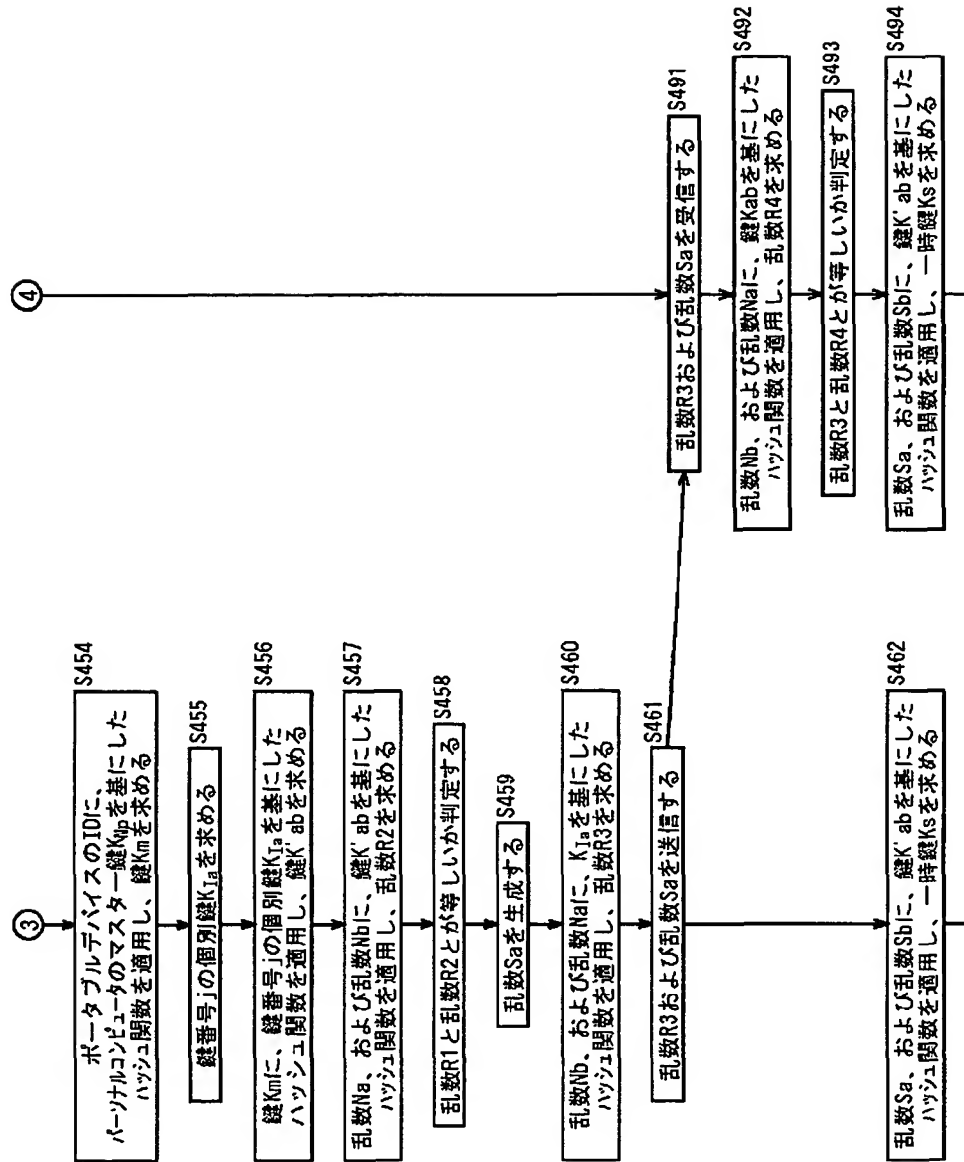 ③
S454
ポータブルデバイスのIDに、
パーソナルコンピュータのマスター鍵KMpを基にした
ハッシュ関数を適用し、鍵Kmを求める
S455
鍵番号jの個別鍵KIaを求める
S456
鍵Kmに、鍵番号jの個別鍵KIaを基にした
ハッシュ関数を適用し、鍵K'abを求める
S457
乱数Na、および乱数Nbに、鍵K'abを基にした
ハッシュ関数を適用し、乱数R2を求める
S458
乱数R1と乱数R2とが等しいか判定する
S459
乱数Saを生成する
S460
乱数Nb、および乱数Naに、KIaを基にした
ハッシュ関数を適用し、乱数R3を求める
S461
乱数R3および乱数Saを送信する
S462
乱数Sa、および乱数Sbに、鍵K'abを基にした
ハッシュ関数を適用し、一時鍵Ksを求める
④
S491
乱数R3および乱数Saを受信する
S492
乱数Nb、および乱数Naに、鍵Kabを基にした
ハッシュ関数を適用し、乱数R4を求める
S493
乱数R3と乱数R4とが等しいか判定する
S494
乱数Sa、および乱数Sbに、鍵K'abを基にした
ハッシュ関数を適用し、一時鍵Ksを求める